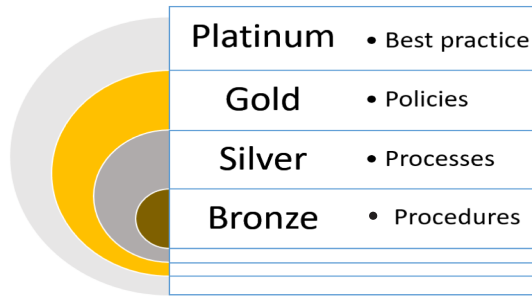 Platinum • Best practice
Gold • Policies
Silver • Processes
Bronze • Procedures